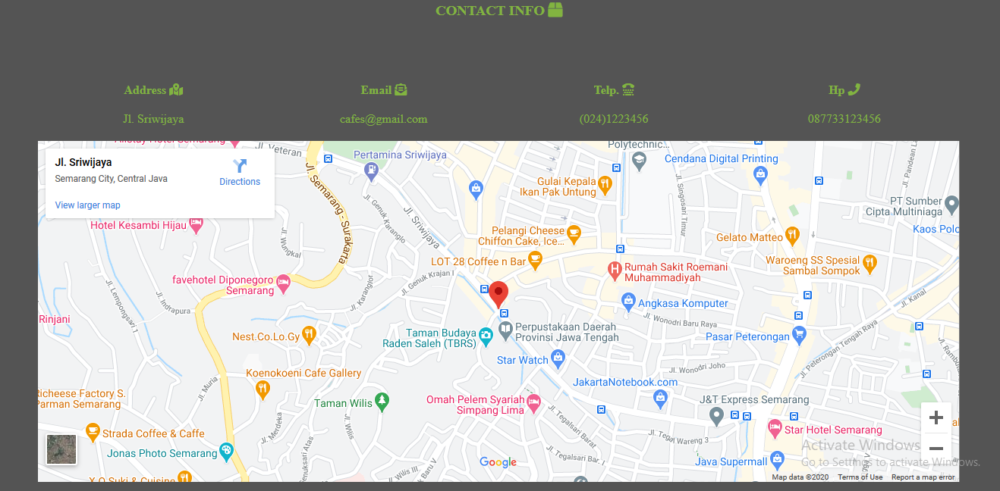 CONTACT INFO
Address
Email
Telp.
Hp
Jl. Sriwijaya
cafes@gmail.com
(024)1223456
087733123456
Jl. Veteran
Polytechnic...
Jl. Sriwijaya
Semarang City, Central Java
Directions
View larger map
Pertamina Sriwijaya
Cendana Digital Printing
Jl. Pandean La
Jl. Semarang - Surakarta
Gulai Kepala
Ikan Pak Untung
Jl. Singosari Timur
PT Sumber
Cipta Multiniaga
Jl. Genuk Karanglo
Jl. Sriwijaya
Hotel Kesambi Hijau
Jl. Wungkal
Pelangi Cheese
Chiffon Cake, Ice...
Kaos Polo
Gelato Matteo
LOT 28 Coffee n Bar
Waroeng SS Spesial
Sambal Sompok
Jl. Genuk Krajan I
Rumah Sakit Roemani
Muhammadiyah
favehotel Diponegoro
Semarang
Jl. Karanglo
Jl. Lempongsari 1
Jl. Indrapura
Jl. Kanal
Angkasa Komputer
Rinjani
Jl. Wonodri Baru Raya
Perpustakaan Daerah
Provinsi Jawa Tengah
Taman Budaya
Raden Saleh (TBRS)
Nest.Co.Lo.Gy
Pasar Peterongan
Jl. Peterongan Tengah Raya
Star Watch
Jl. Wonodri Joho
Koenokoeni Cafe Gallery
JakartaNotebook.com
Jl. Muria
Richeese Factory S.
Parman Semarang
Taman Wilis
Omah Pelem Syariah
Simpang Lima
J&T Express Semarang
Jl. Merdeka
Jl. Wilis
Jl. Tegalsari Barat
Strada Coffee & Caffe
Star Hotel Semarang
Activate Windows
Jonas Photo Semarang
Jl. Wilis III
Jl. Tegalsari Bar.
Google
Java Supermall
Go to Settings to activate Windows.
X.O Suki & Cuisine
Map data ©2020
Terms of Use
Report a map error